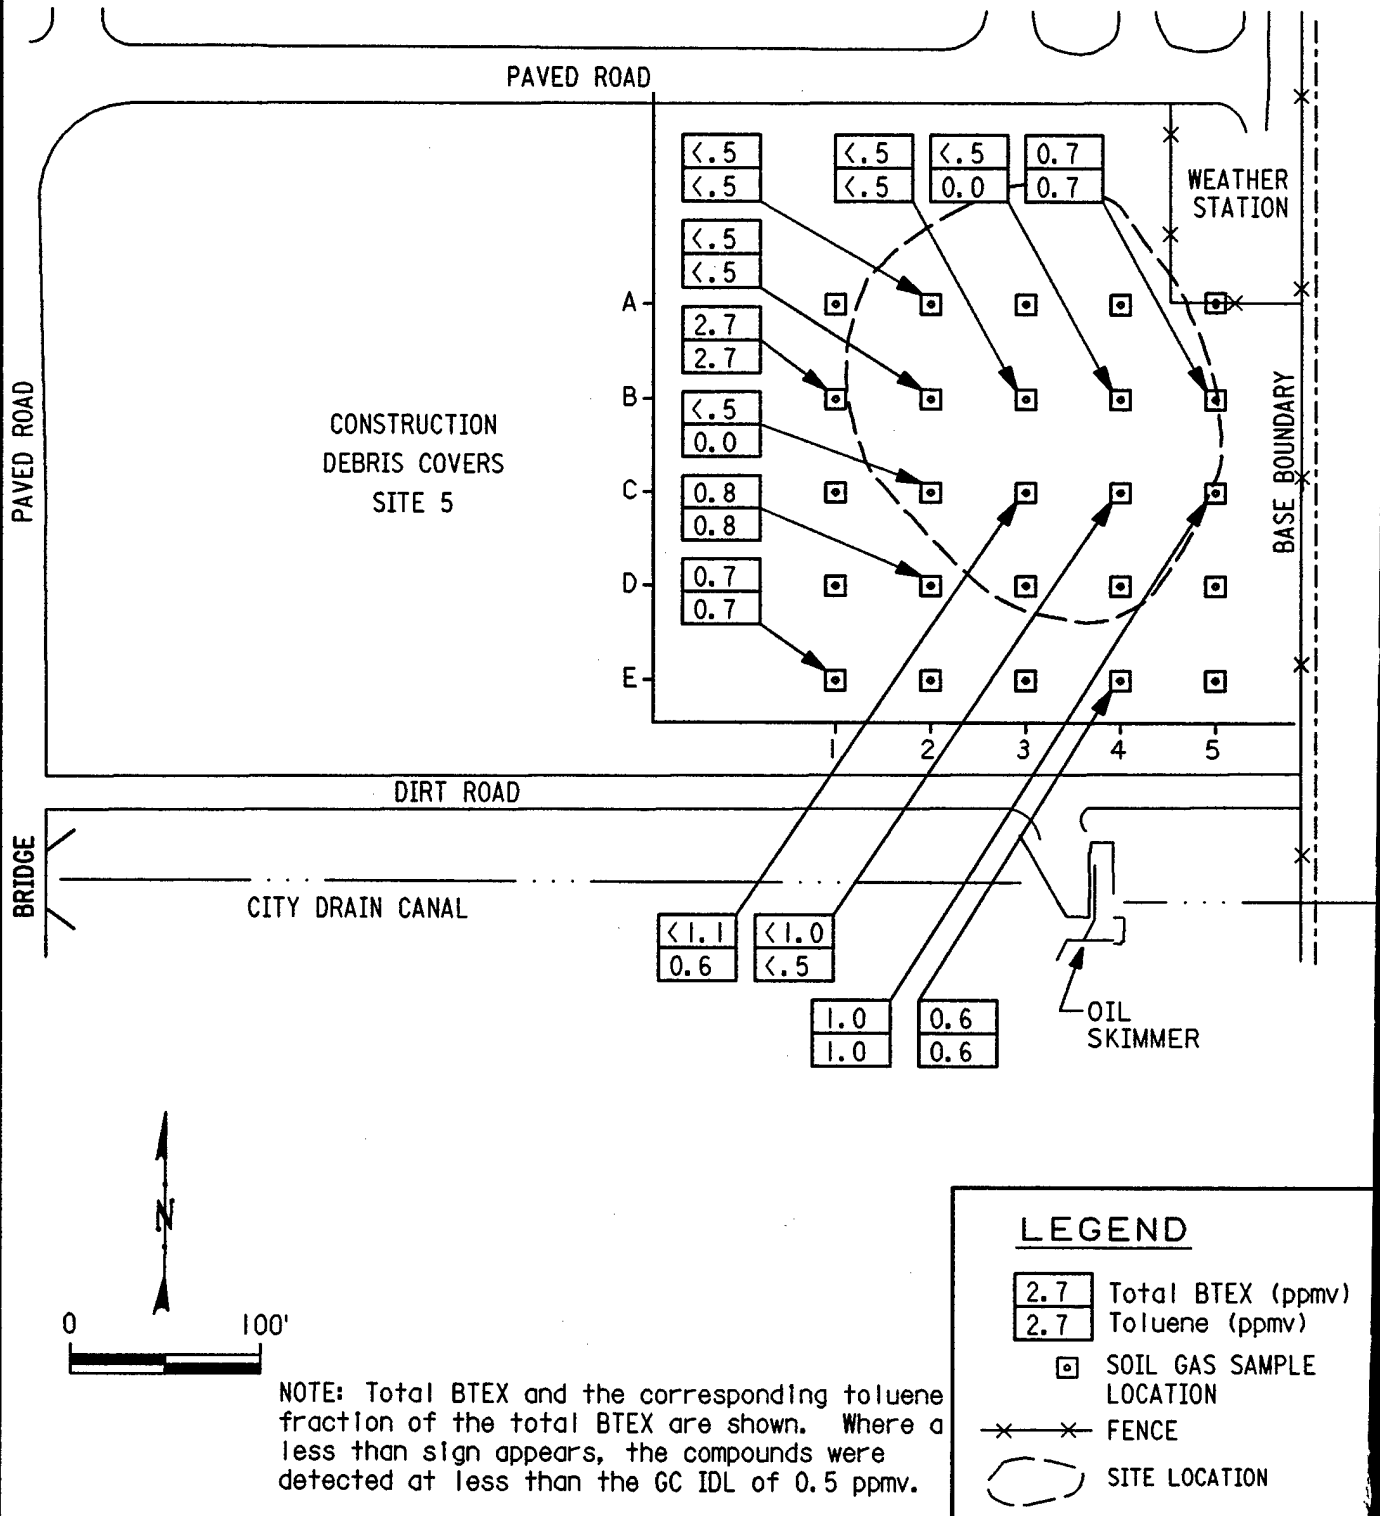 PAVED ROAD
<.5
<.5
<.5
<.5
<.5
0.0
0.7
0.7
WEATHER
STATION
<.5
<.5
2.7
2.7
<.5
0.0
0.8
0.8
0.7
0.7
A
B
C
D
E
1
2
3
4
5
PAVED ROAD
CONSTRUCTION
DEBRIS COVERS
SITE 5
BASE BOUNDARY
DIRT ROAD
BRIDGE
CITY DRAIN CANAL
<1.1
0.6
<1.0
<.5
1.0
1.0
0.6
0.6
OIL
SKIMMER
N
0 100'
NOTE: Total BTEX and the corresponding toluene
fraction of the total BTEX are shown. Where a
less than sign appears, the compounds were
detected at less than the GC IDL of 0.5 ppmv.
LEGEND
2.7 Total BTEX (ppmv)
2.7 Toluene (ppmv)
SOIL GAS SAMPLE
LOCATION
FENCE
SITE LOCATION